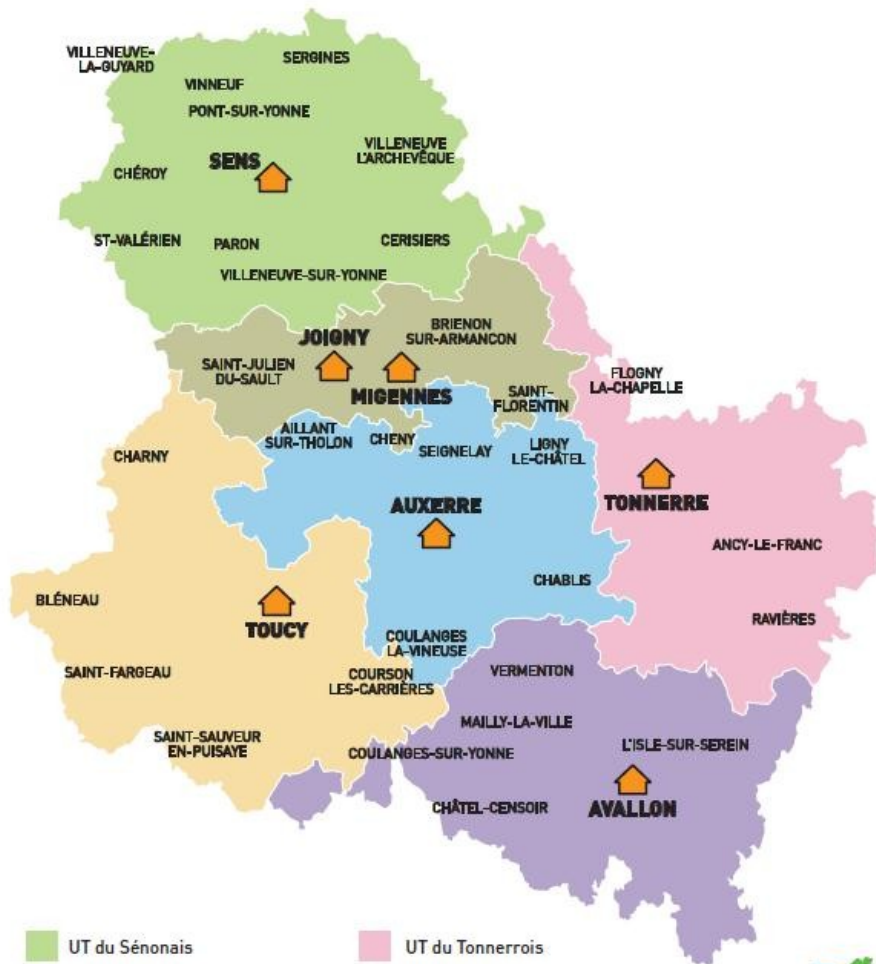 VILLENEUVE-
LA-GUYARD
SERGINES
VINNEUF
PONT-SUR-YONNE
VILLENEUVE
L'ARCHEVÊQUE
SENS
CHÉROY
ST-VALÉRIEN
PARON
CERISIERS
VILLENEUVE-SUR-YONNE
JOIGNY
BRIENON
SUR-ARMANCON
SAINT-JULIEN
DU-SAULT
MIGENNES
FLOGNY
LA-CHAPELLE
SAINT-
FLORENTIN
AILLANT
SUR-THOLON
CHENY
SEIGNELAY
LIGNY
LE-CHÂTEL
CHARNY
AUXERRE
TONNERRE
ANCY-LE-FRANC
CHABLIS
BLÉNEAU
TOUCY
RAVIÈRES
COULANGES
LA-VINEUSE
SAINT-FARGEAU
COURSON
LES-CARRIÈRES
VERMENTON
MAILLY-LA-VILLE
SAINT-SAUVEUR
EN-PUISAYE
COULANGES-SUR-YONNE
L'ISLE-SUR-SEREIN
CHÂTEL-CENSOIR
AVALLON
UT du Sénonais
UT du Tonnerrois